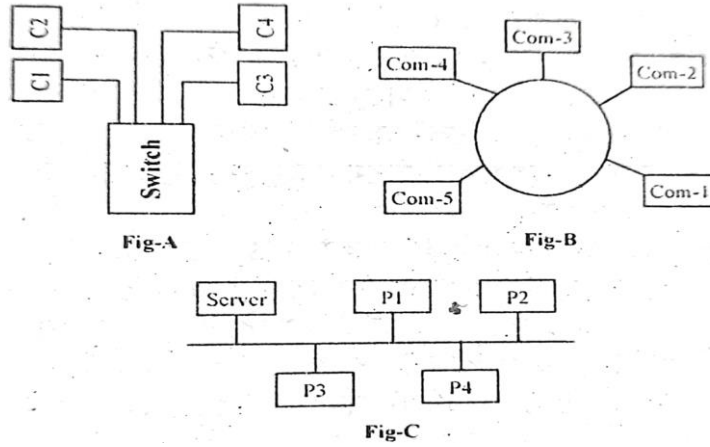 C2
C4
C1
C3
Switch
Fig-A
Com-3
Com-4
Com-2
Com-5
Com-1
Fig-B
Server
P1
P2
P3
P4
Fig-C